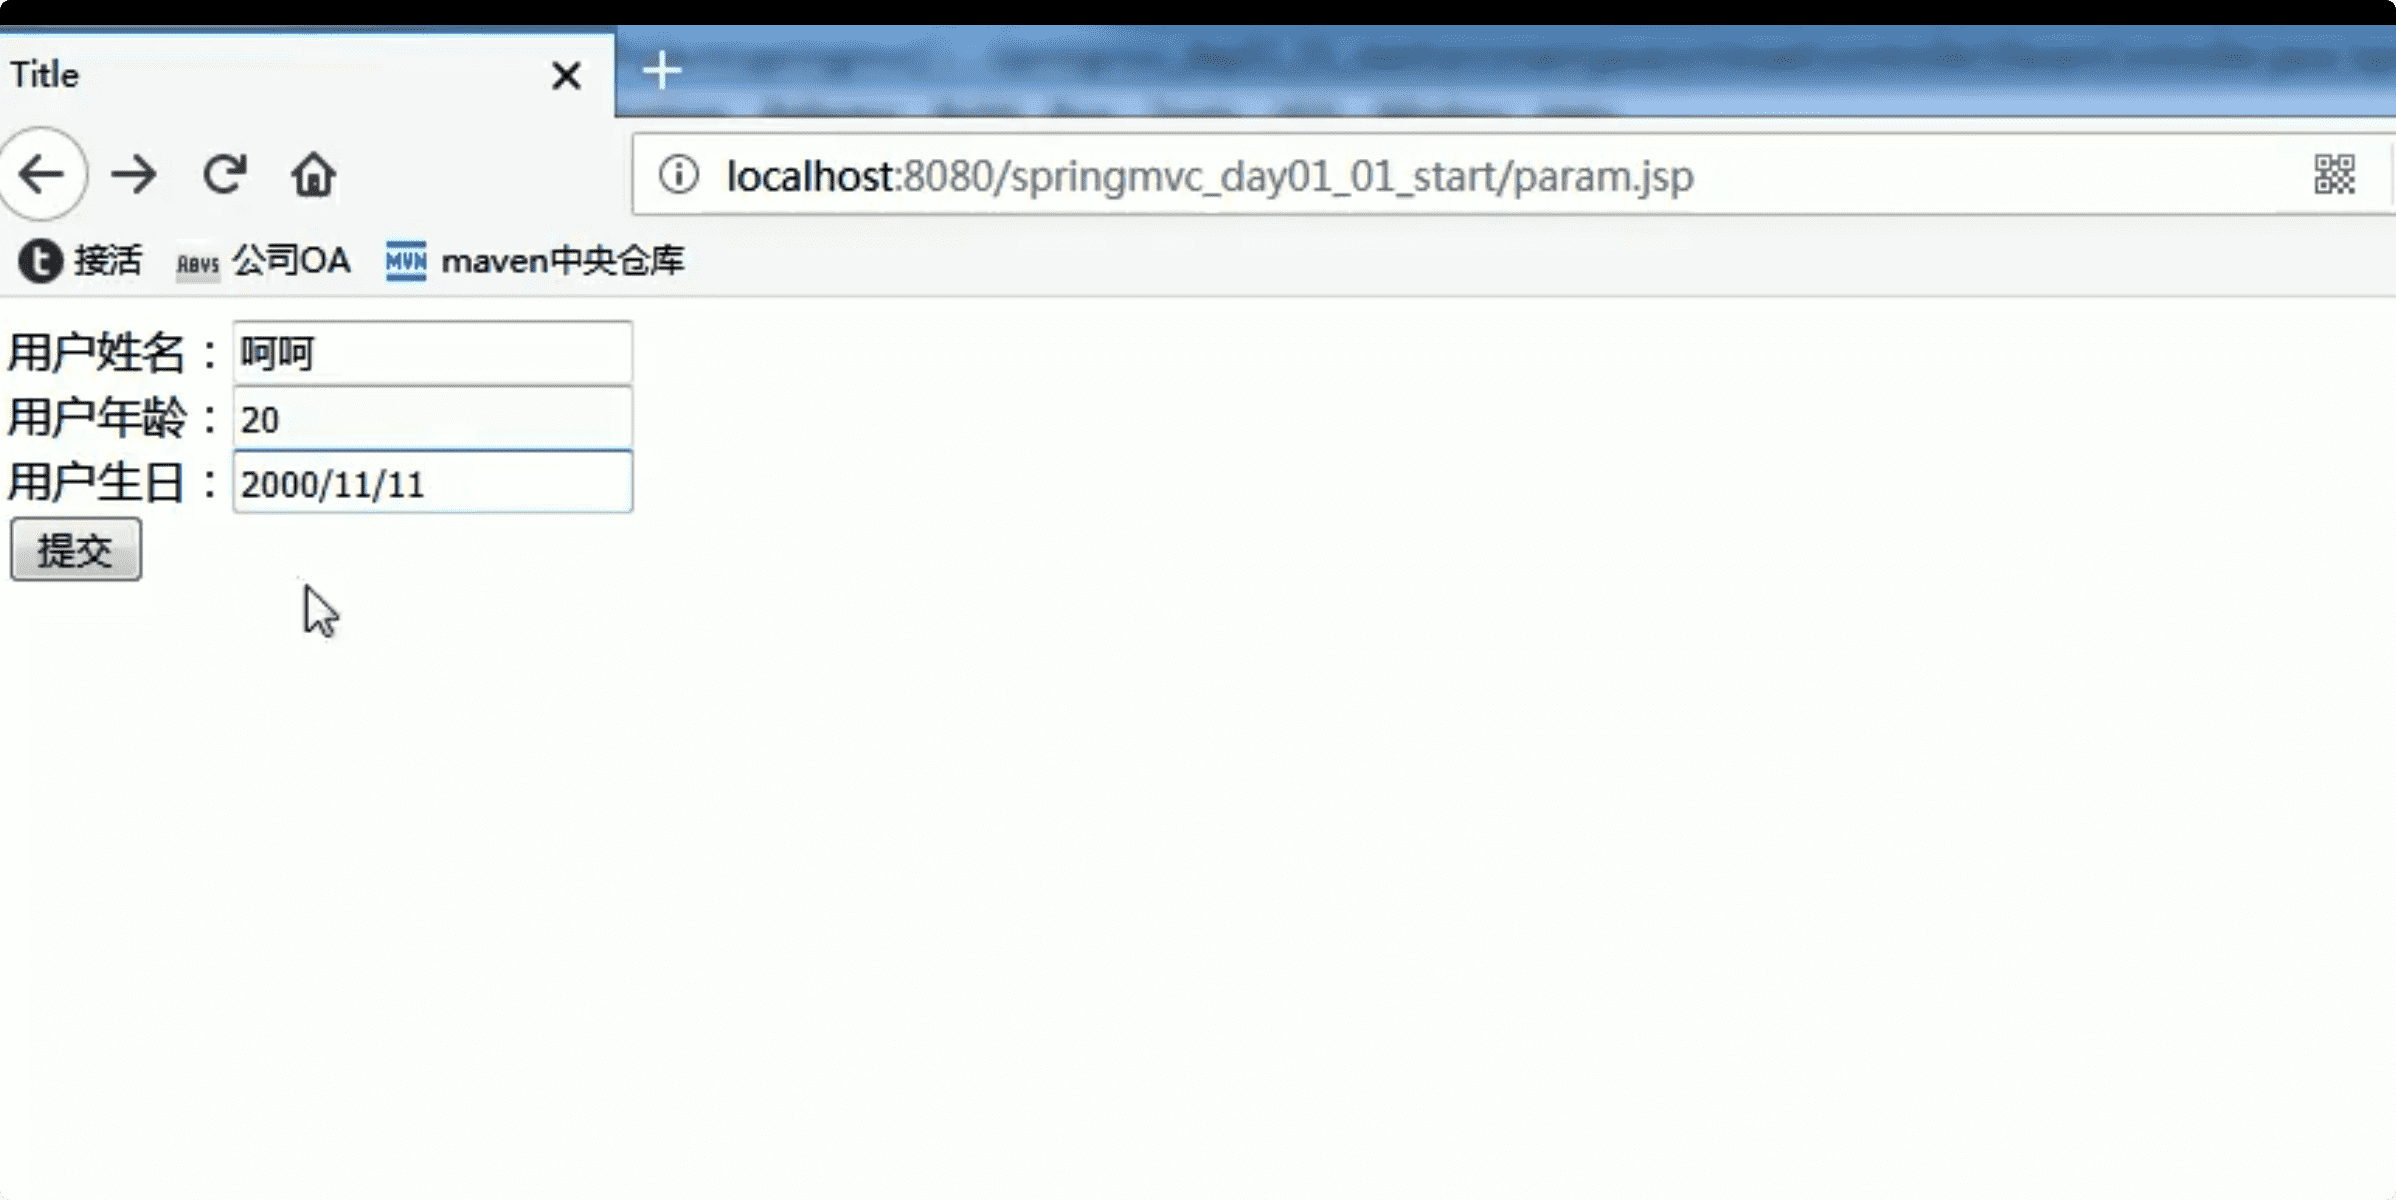 Title
localhost:8080/springmvc_day01_01_start/param.jsp
接活 ABVS 公司OA MVN maven中央仓库
用户姓名：呵呵
用户年龄：20
用户生日：2000/11/11
提交